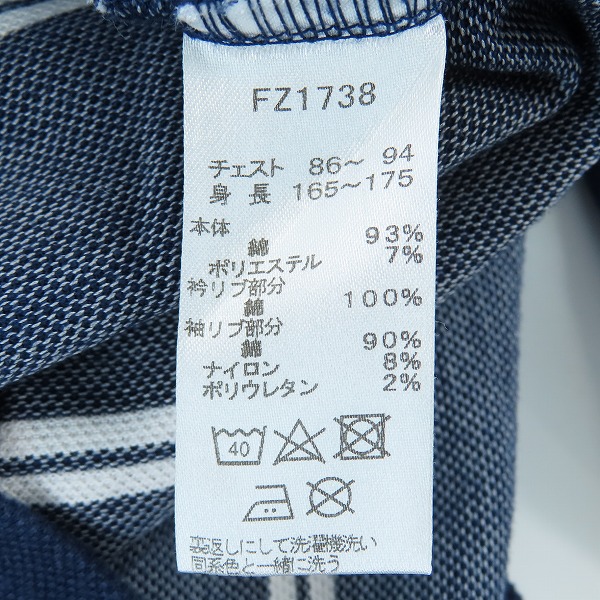 FZ1738
チェスト 86〜 94
身 長 165〜175
本体
綿 93%
ポリエステル 7%
衿リブ部分
綿 100%
袖リブ部分
綿 90%
ナイロン 8%
ポリウレタン 2%
40
裏返しにして洗濯機洗い
同系色と一緒に洗う